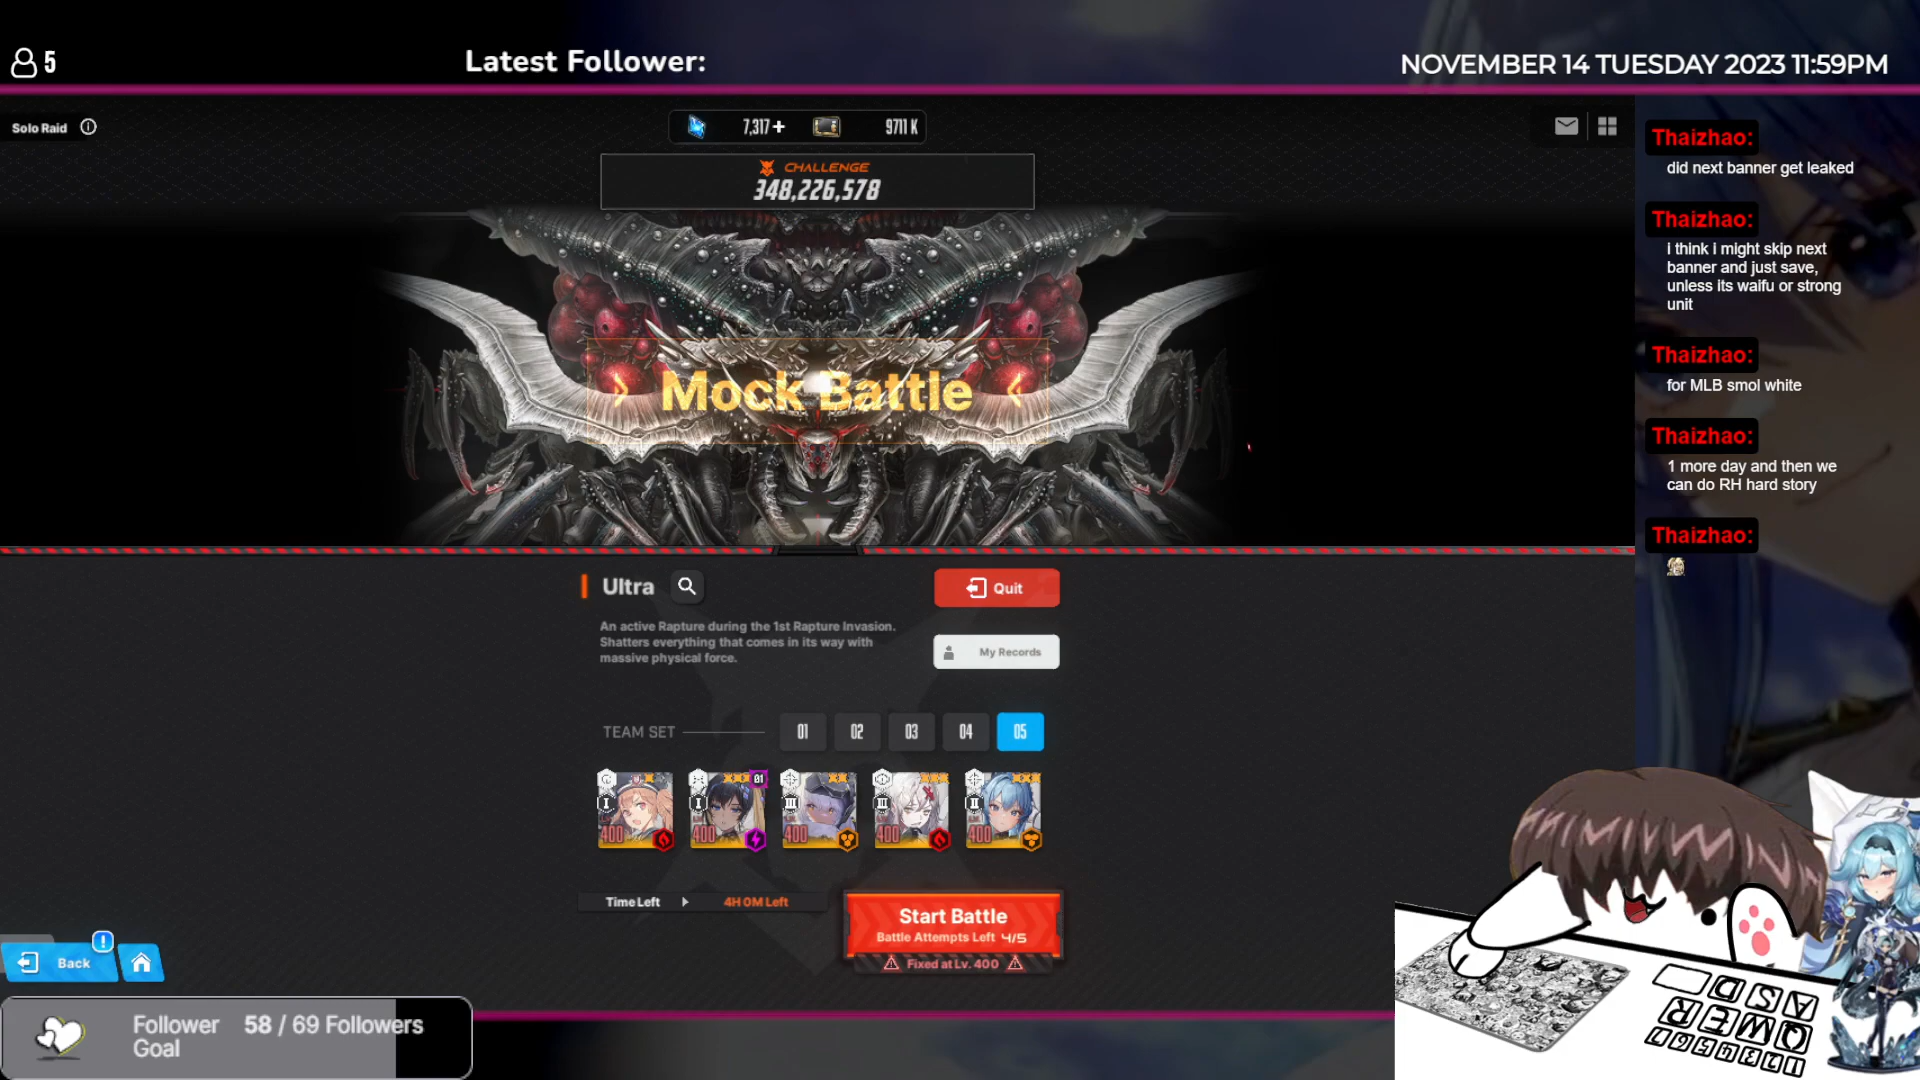 5
Latest Follower:
NOVEMBER 14 TUESDAY 2023 11:59PM
Solo Raid
7,317+
9711 K
CHALLENGE
348,226,578
Mock Battle
Thaizhao:
did next banner get leaked
Thaizhao:
i think i might skip next
banner and just save,
unless its waifu or strong
unit
Thaizhao:
for MLB smol white
Thaizhao:
1 more day and then we
can do RH hard story
Thaizhao:
Ultra
Quit
An active Rapture during the 1st Rapture Invasion.
Shatters everything that comes in its way with
massive physical force.
My Records
TEAM SET
01 02 03 04 05
I I III III II
01
400 400 400 400 400
Time Left
4H 0M Left
Start Battle
Battle Attempts Left 4/5
Fixed at Lv. 400
Back
Follower
Goal
58 / 69 Followers